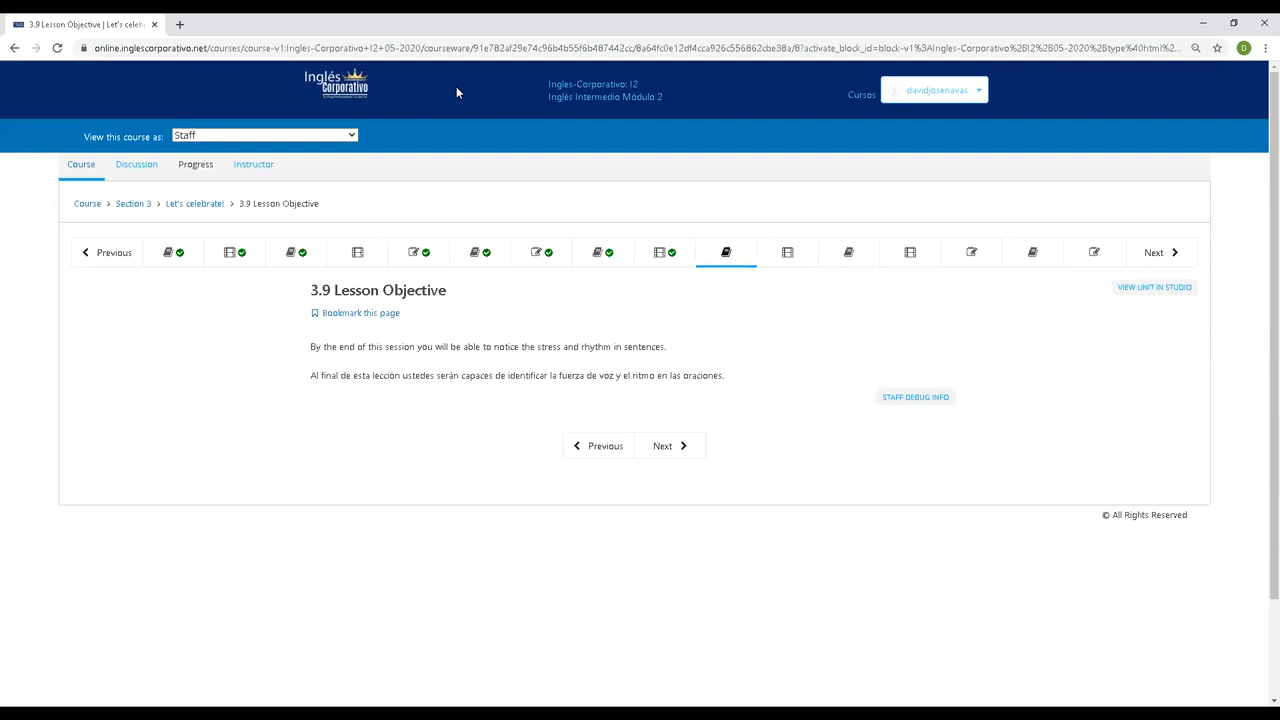 3.9 Lesson Objective | Let's celeb
online.inglescorporativo.net/courses/course-v1:Ingles-Corporativo+I2+05-2020/courseware/91e782af29e74c96b4b55f6b487442cc/8a64fc0e12df4cca926c556862cbe38a/8?activate_block_id=block-v1%3AIngles-Corporativo%2BI2%2B05-2020%2Btype%40html%2...
D
Inglés
Corporativo
Ingles-Corporativo: I2
Inglés Intermedio Módulo 2
Cursos
davidjosenavas
View this course as:
Staff
Course
Discussion
Progress
Instructor
Course > Section 3 > Let's celebrate! > 3.9 Lesson Objective
Previous
Next
3.9 Lesson Objective
VIEW UNIT IN STUDIO
Bookmark this page
By the end of this session you will be able to notice the stress and rhythm in sentences.
Al final de esta lección ustedes serán capaces de identificar la fuerza de voz y el ritmo en las oraciones.
STAFF DEBUG INFO
Previous
Next
© All Rights Reserved